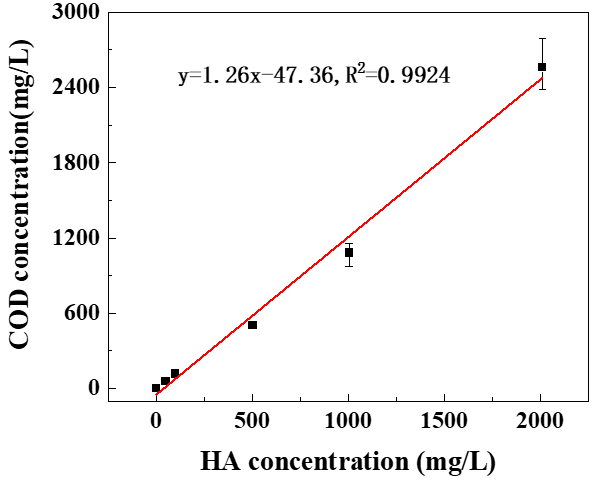 3000
2400
1800
1200
600
0
COD concentration(mg/L)
y=1.26x-47.36, R²=0.9924
0 500 1000 1500 2000
HA concentration (mg/L)